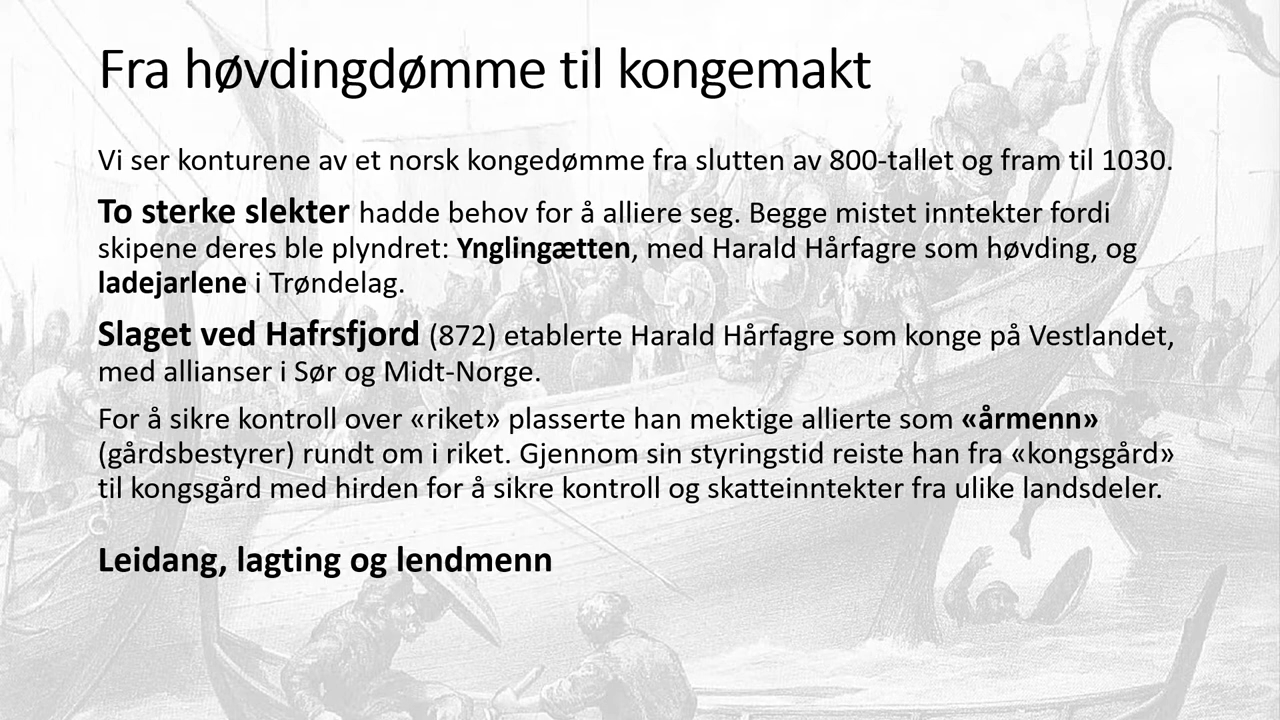 Fra høvdingdømme til kongemakt
Vi ser konturene av et norsk kongedømme fra slutten av 800-tallet og fram til 1030.
To sterke slekter hadde behov for å alliere seg. Begge mistet inntekter fordi
skipene deres ble plyndret: Ynglingætten, med Harald Hårfagre som høvding, og
ladejarlene i Trøndelag.
Slaget ved Hafrsfjord (872) etablerte Harald Hårfagre som konge på Vestlandet,
med allianser i Sør og Midt-Norge.
For å sikre kontroll over «riket» plasserte han mektige allierte som «årmenn»
(gårdsbestyrer) rundt om i riket. Gjennom sin styringstid reiste han fra «kongsgård»
til kongsgård med hirden for å sikre kontroll og skatteinntekter fra ulike landsdeler.
Leidang, lagting og lendmenn